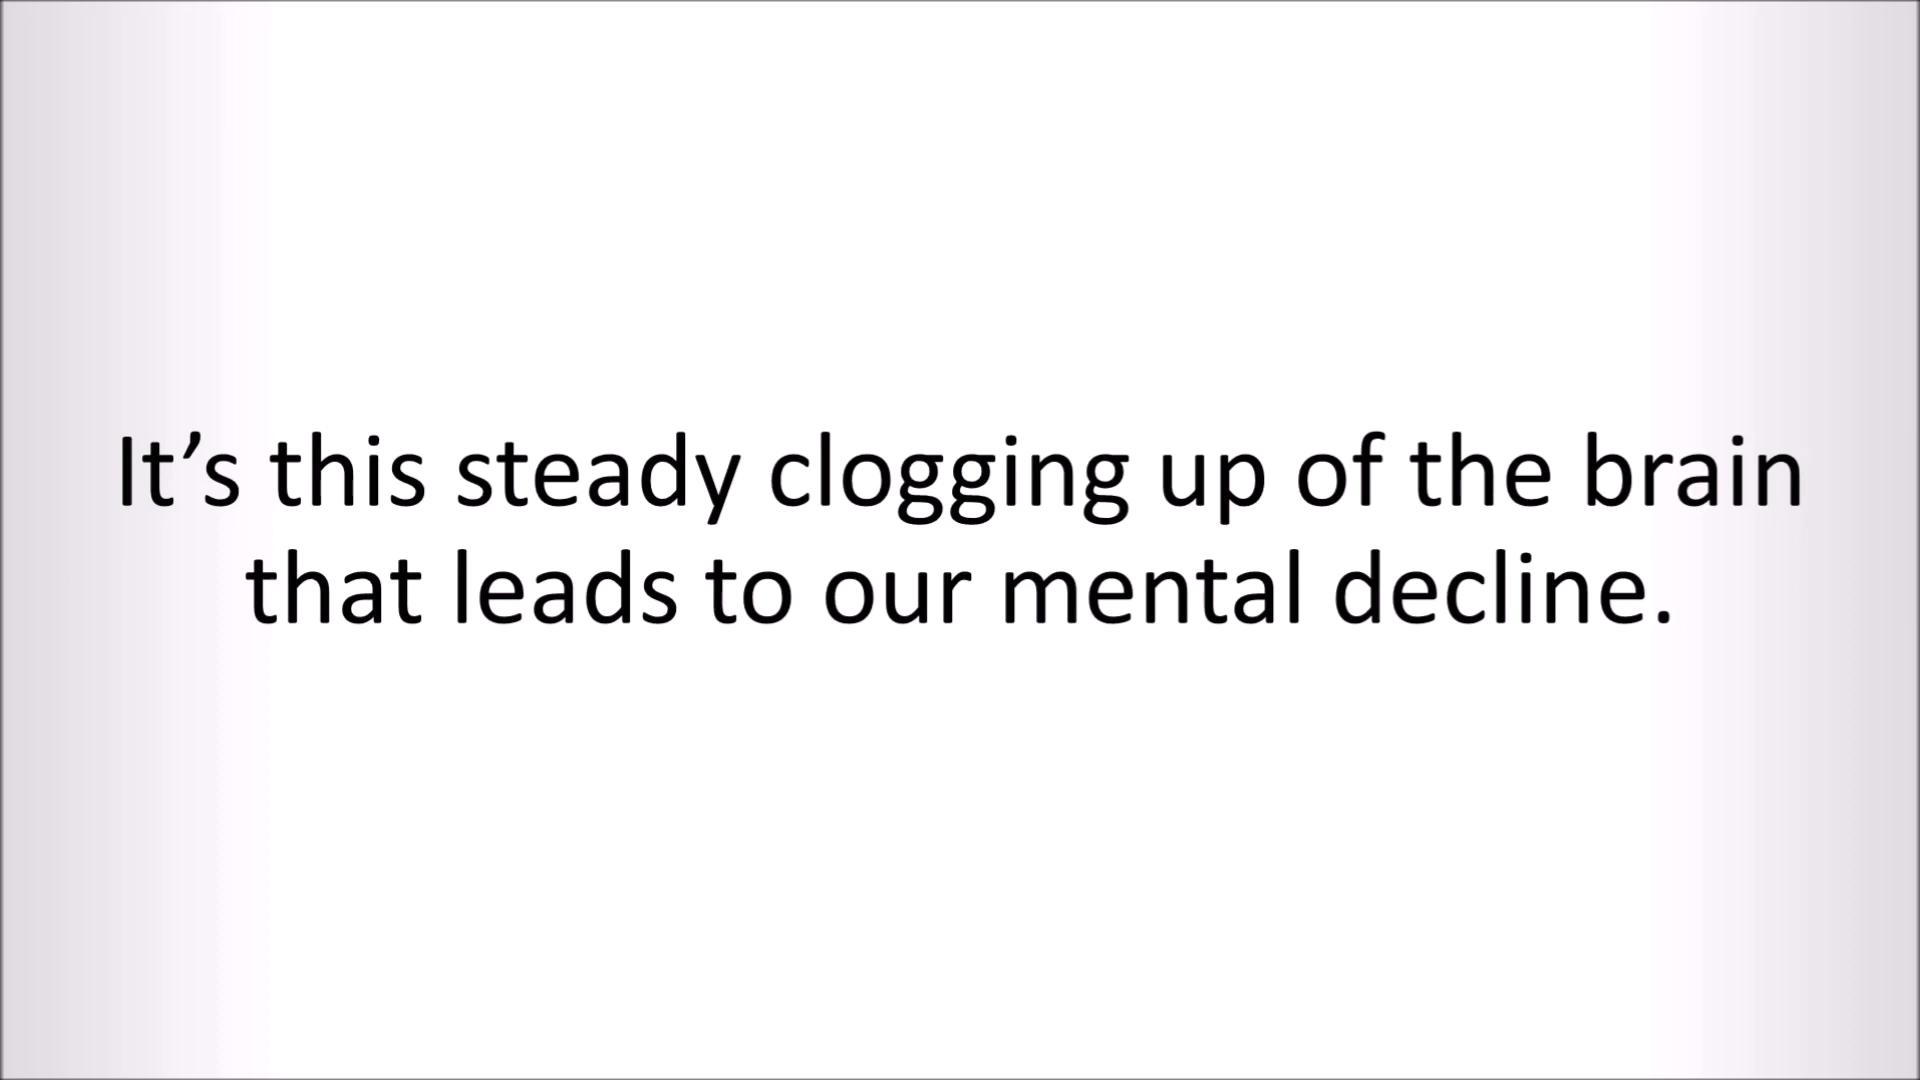 It’s this steady clogging up of the brain
that leads to our mental decline.